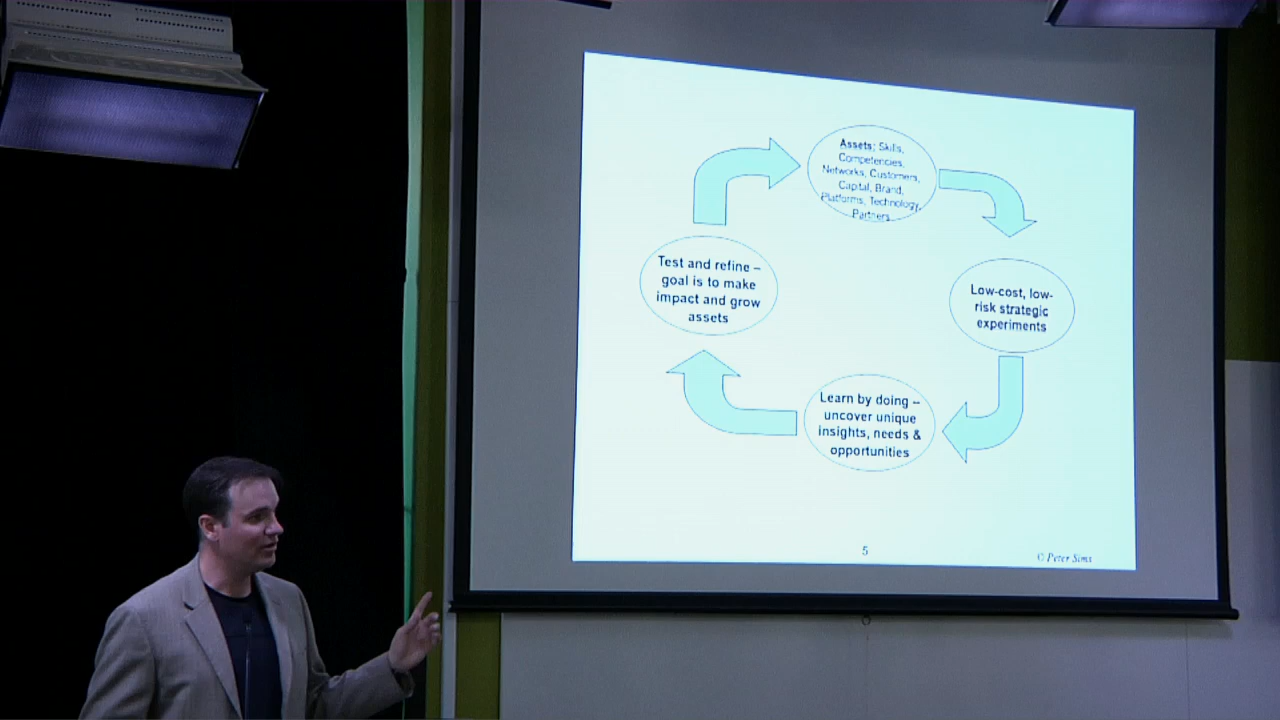 Assets; Skills,
Competencies,
Networks, Customers,
Capital, Brand,
Platforms, Technology,
Partners
Low-cost, low-
risk strategic
experiments
Learn by doing –
uncover unique
insights, needs &
opportunities
Test and refine –
goal is to make
impact and grow
assets
5
© Peter Sims